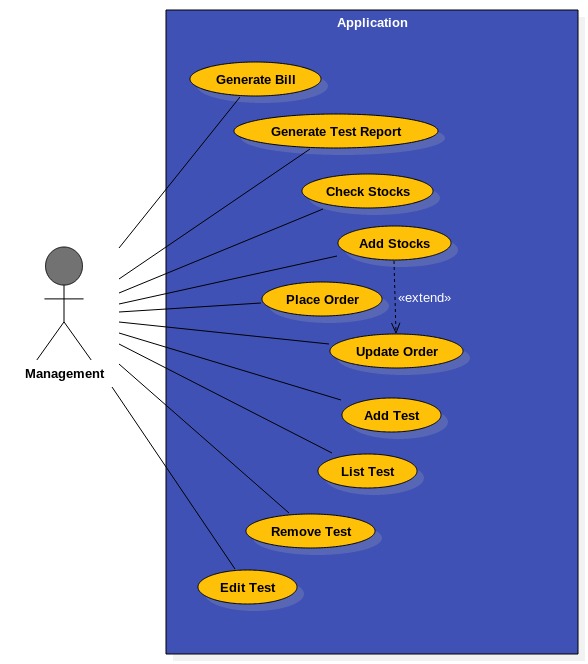 Application
Generate Bill
Generate Test Report
Check Stocks
Add Stocks
Place Order
«extend»
Update Order
Management
Add Test
List Test
Remove Test
Edit Test